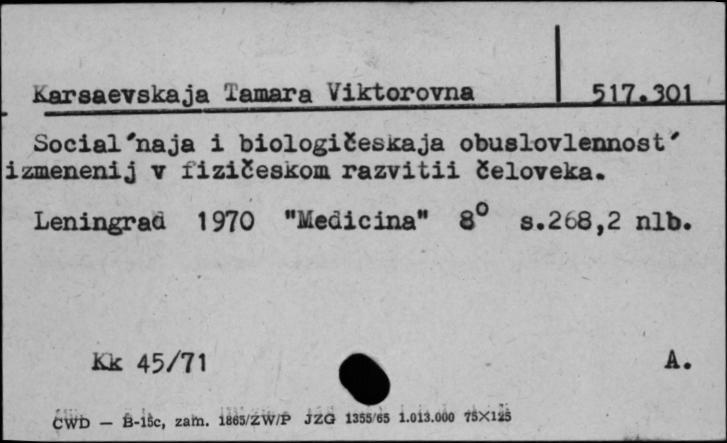 Karsaevskaja Tamara Viktorovna 517.301
Social'naja i biologičeskaja obuslovlennost'
izmenenij v fizičeskom razvitii čeloveka.
Leningrad 1970 "Medicina" 8° s.268,2 nlb.
Kk 45/71 A.
CWD — B-15c, zam. 1865/ZW/P JZG 1355/65 1.013.000 75×125